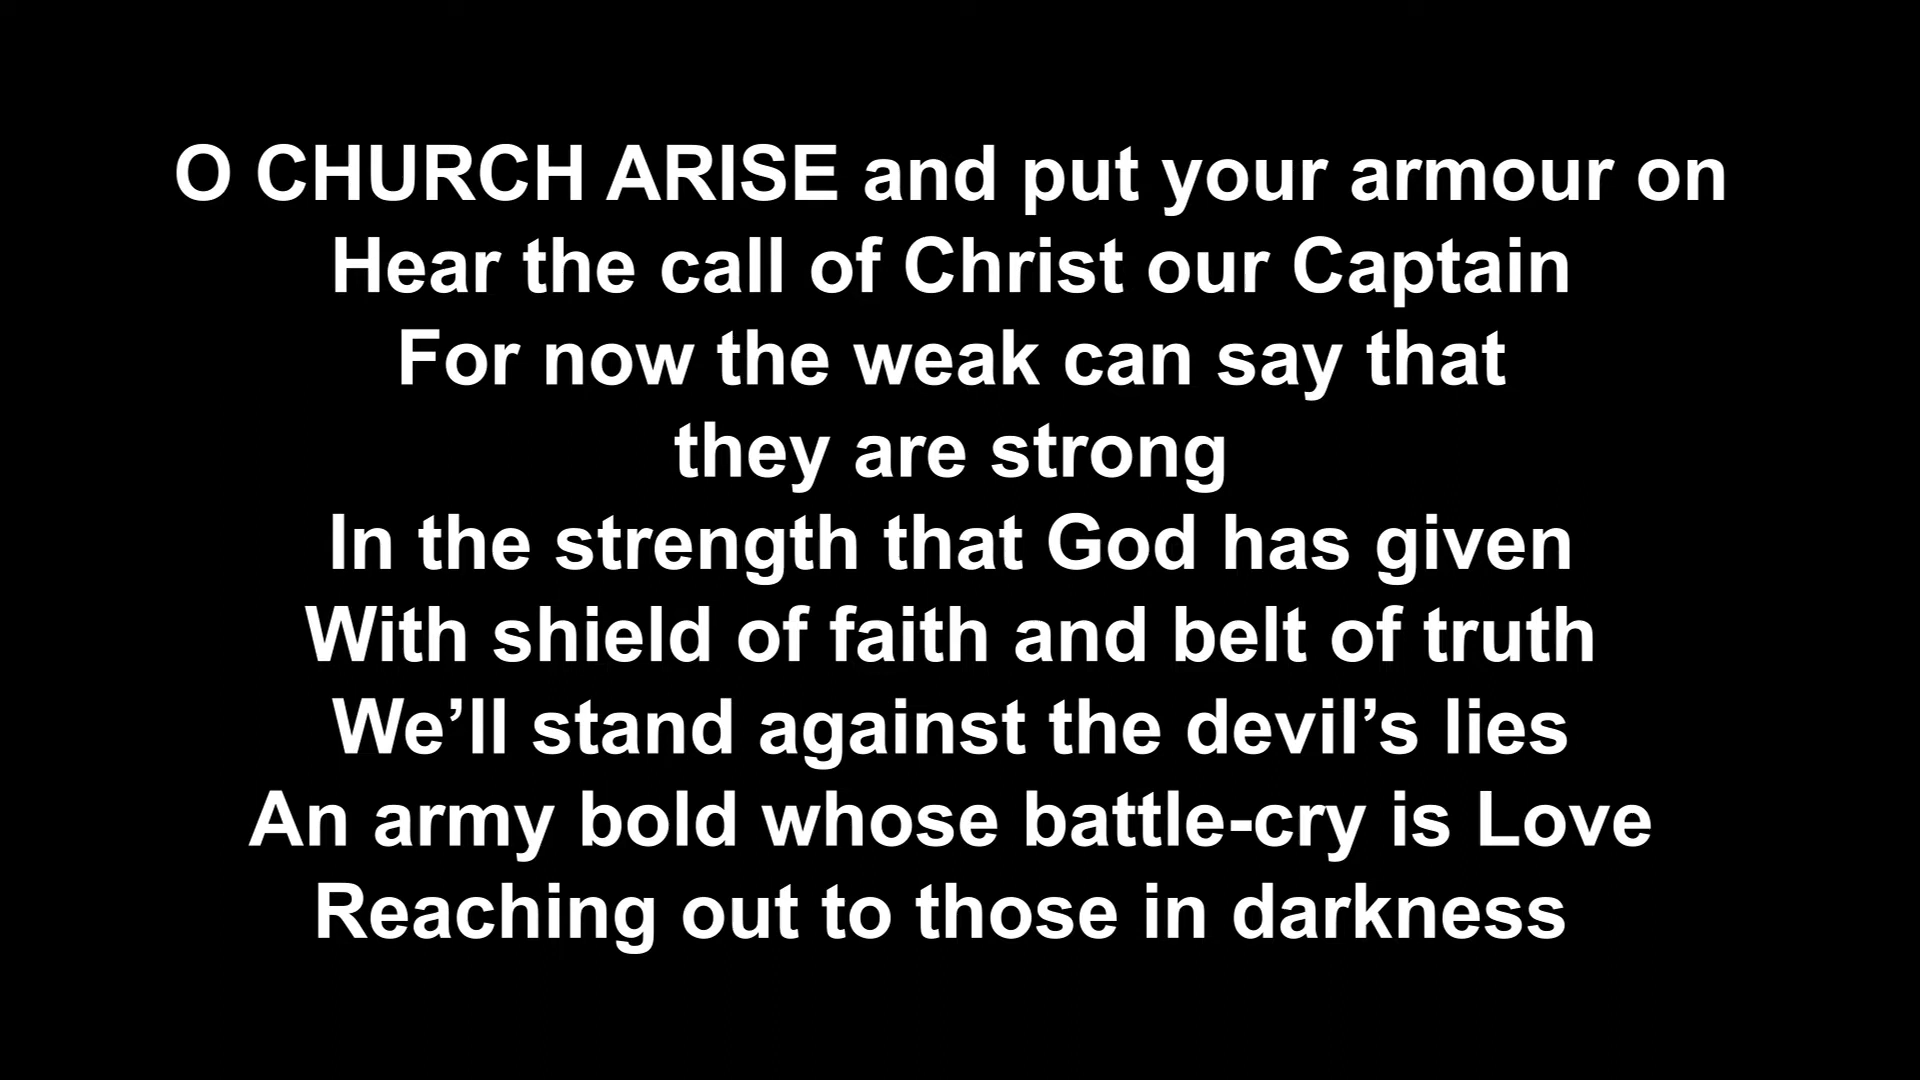 O CHURCH ARISE and put your armour on
Hear the call of Christ our Captain
For now the weak can say that
they are strong
In the strength that God has given
With shield of faith and belt of truth
We’ll stand against the devil’s lies
An army bold whose battle-cry is Love
Reaching out to those in darkness